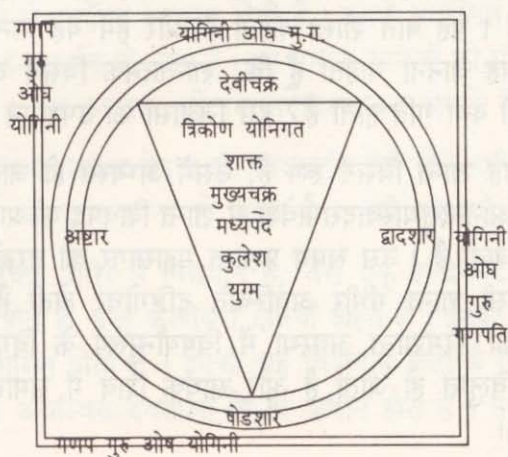 गणप
गुरु
ओघ
योगिनी
योगिनी ओघ गु.ग.
देवीचक्र
त्रिकोण योनिगत
शाक्त
मुख्यचक्र
मध्यपदे
कुलेश
युग्म
अष्टार
द्वादशार
योगिनी
ओघ
गुरु
गणपति
षोडशार
गणप गुरु ओघ योगिनी